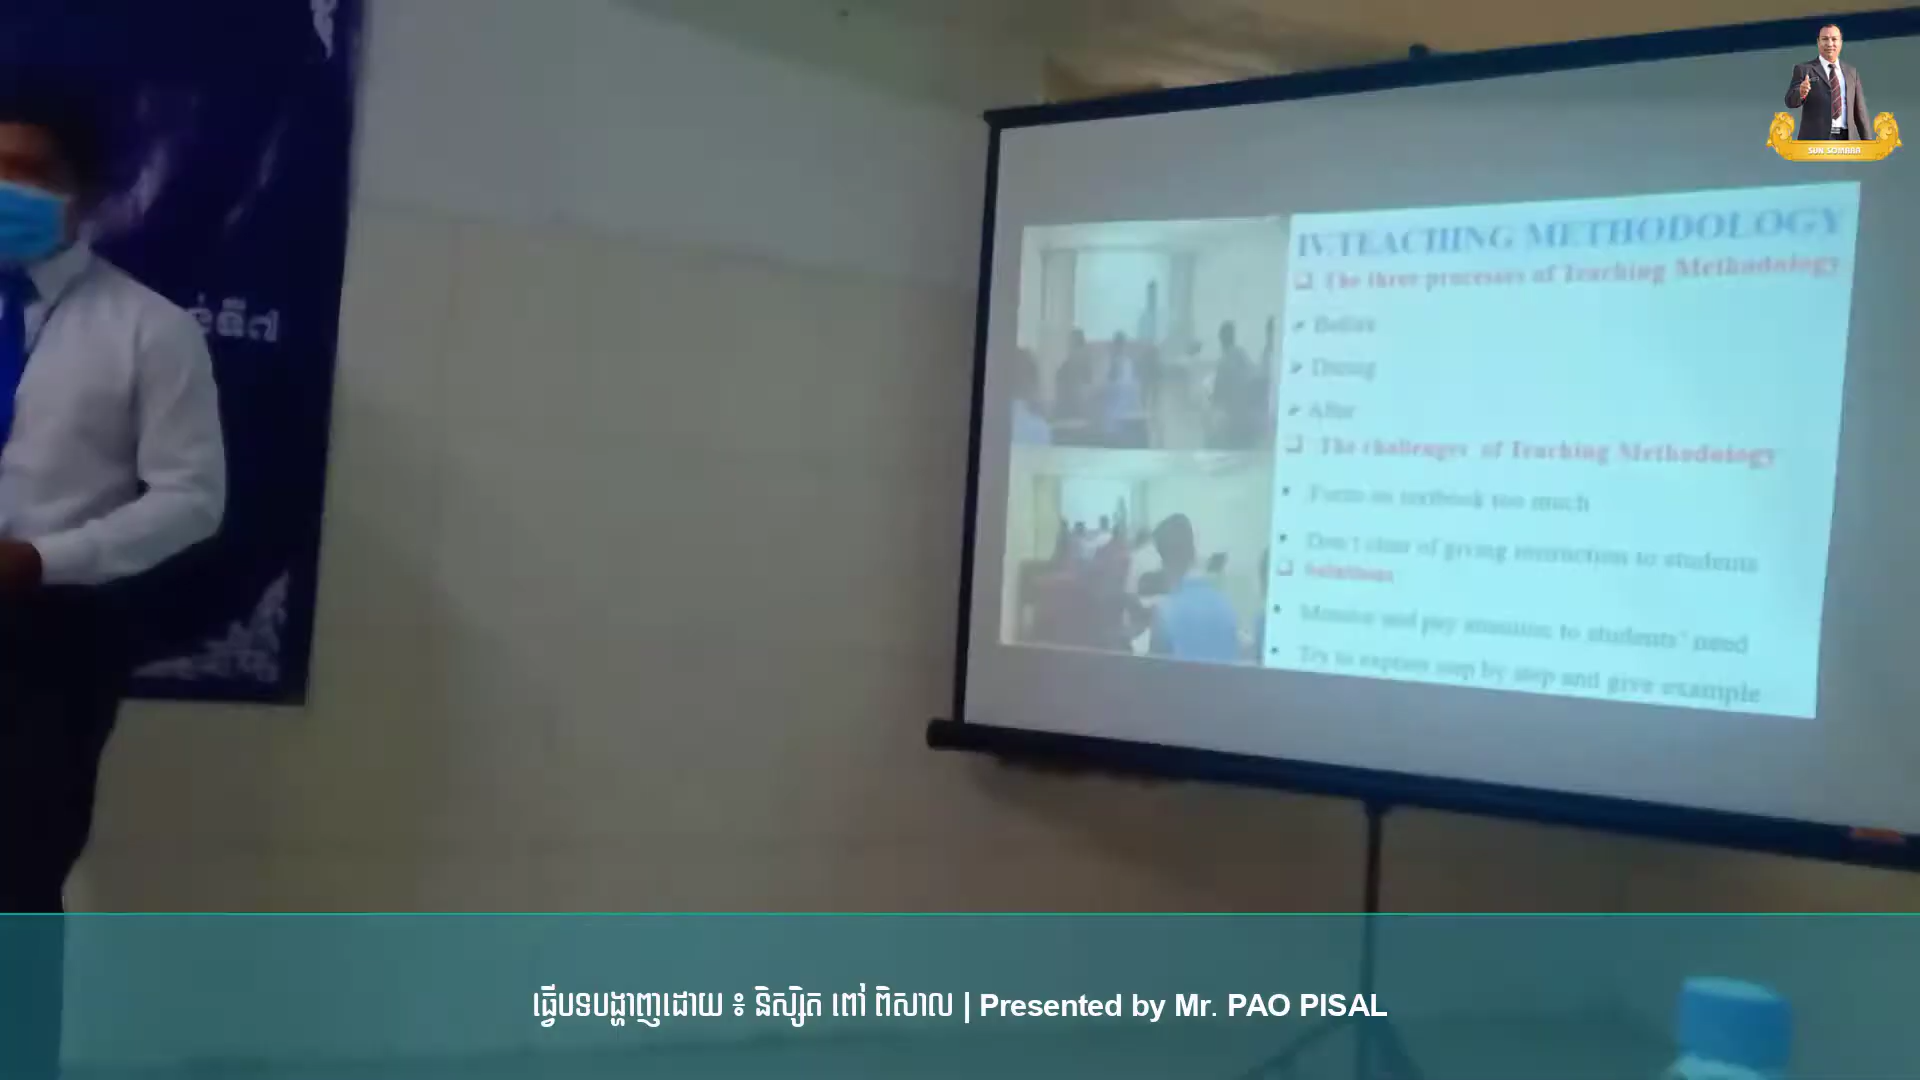 SUN SOMARA
IV.TEACHING METHODOLOGY
The three processes of Teaching Methodology
Before
During
After
The challenges of Teaching Methodology
Focus on textbook too much
Don't clear of giving instruction to students
Solutions
Monitor and pay attention to students' need
Try to explain step by step and give example
ធ្វើបទបង្ហាញដោយ ៖ និស្សិត ពៅ ពិសាល | Presented by Mr. PAO PISAL